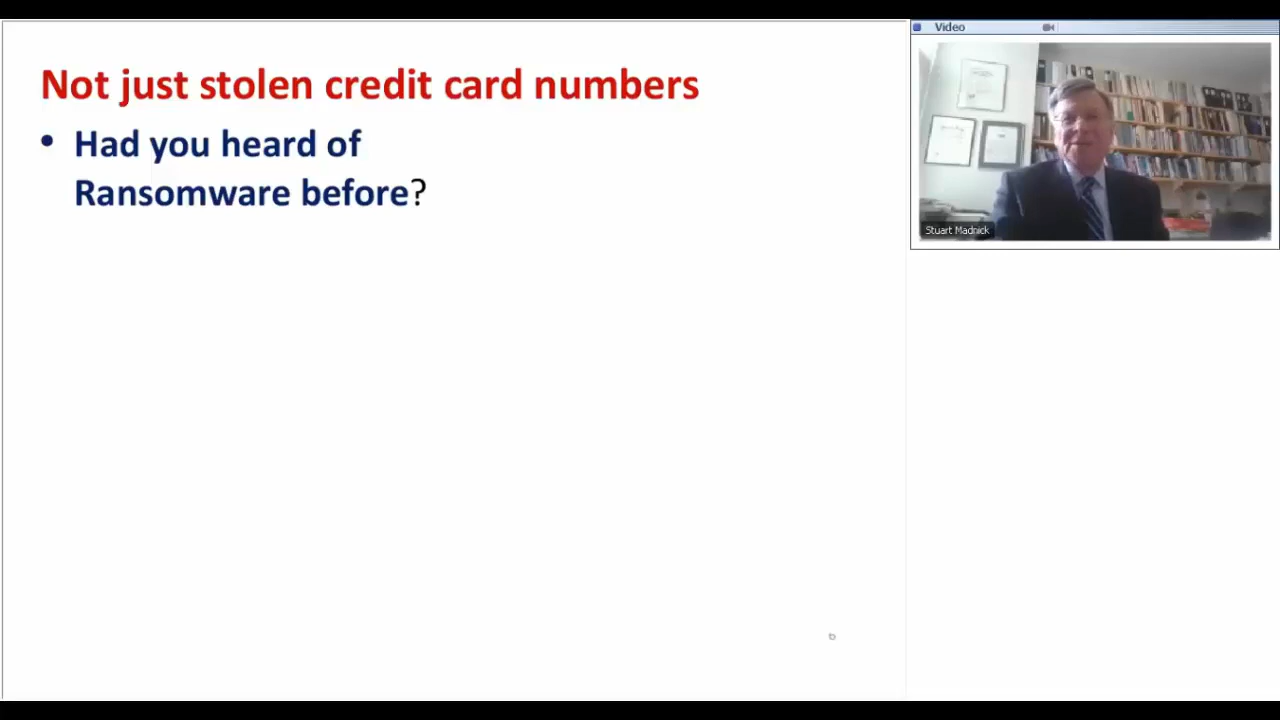 Not just stolen credit card numbers
• Had you heard of
Ransomware before?
Video
Stuart Madnick